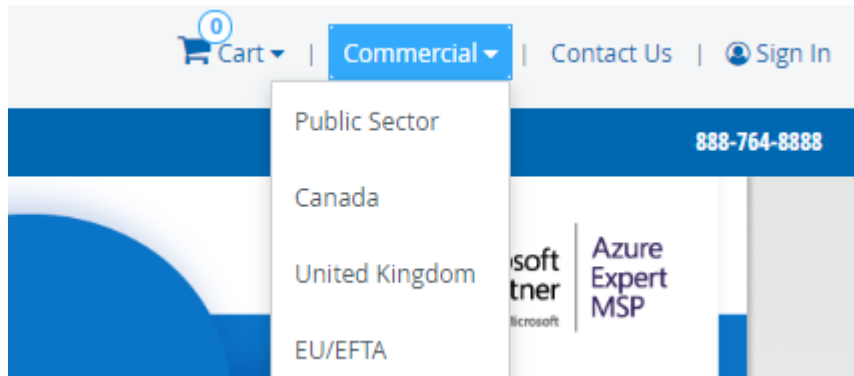 0
Cart | Commercial | Contact Us | Sign In
Public Sector
888-764-8888
Canada
United Kingdom
EU/EFTA
Azure
Expert
MSP
Microsoft